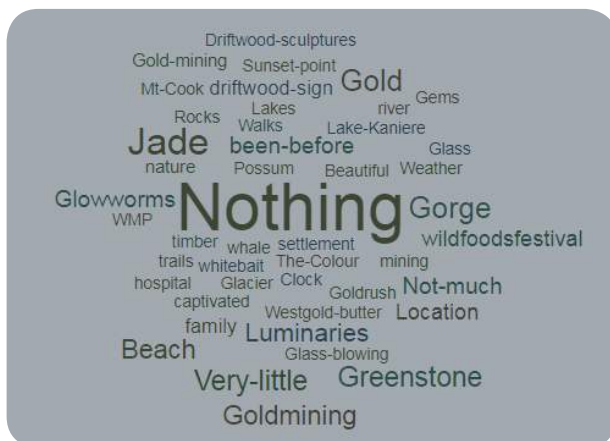 Driftwood-sculptures
Gold-mining Sunset-point Gold
Mt-Cook driftwood-sign Gems
Rocks Lakes river
Walks Lake-Kaniere
Jade been-before Glass
nature Possum Beautiful Weather
Glowworms Nothing Gorge
WMP
timber whale settlement wildfoodsfestival
trails whitebait The-Colour mining
hospital Glacier Clock Not-much
captivated Goldrush
Westgold-butter Location
family Luminaries
Beach Glass-blowing
Very-little Greenstone
Goldmining